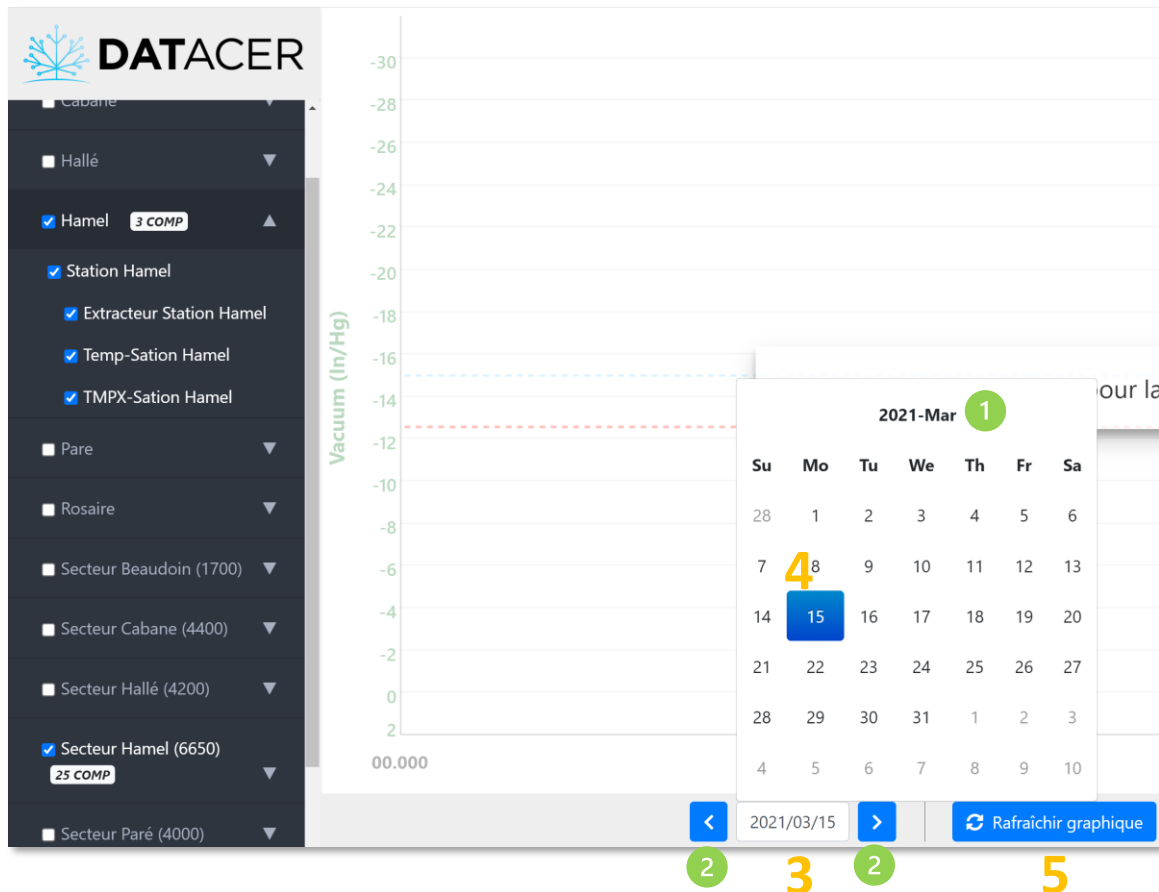 DATACER
Cabane
Hallé
Hamel 3 COMP
Station Hamel
Extracteur Station Hamel
Temp-Sation Hamel
TMPX-Sation Hamel
Pare
Rosaire
Secteur Beaudoin (1700)
Secteur Cabane (4400)
Secteur Hallé (4200)
Secteur Hamel (6650)
25 COMP
Secteur Paré (4000)
Vacuum (In/Hg)
-30
-28
-26
-24
-22
-20
-18
-16
-14
-12
-10
-8
-6
-4
-2
0
2
00.000
our la
2021-Mar 1
Su Mo Tu We Th Fr Sa
28 1 2 3 4 5 6
7 8 9 10 11 12 13
4
14 15 16 17 18 19 20
21 22 23 24 25 26 27
28 29 30 31 1 2 3
4 5 6 7 8 9 10
2021/03/15
Rafraîchir graphique
2 3 2 5